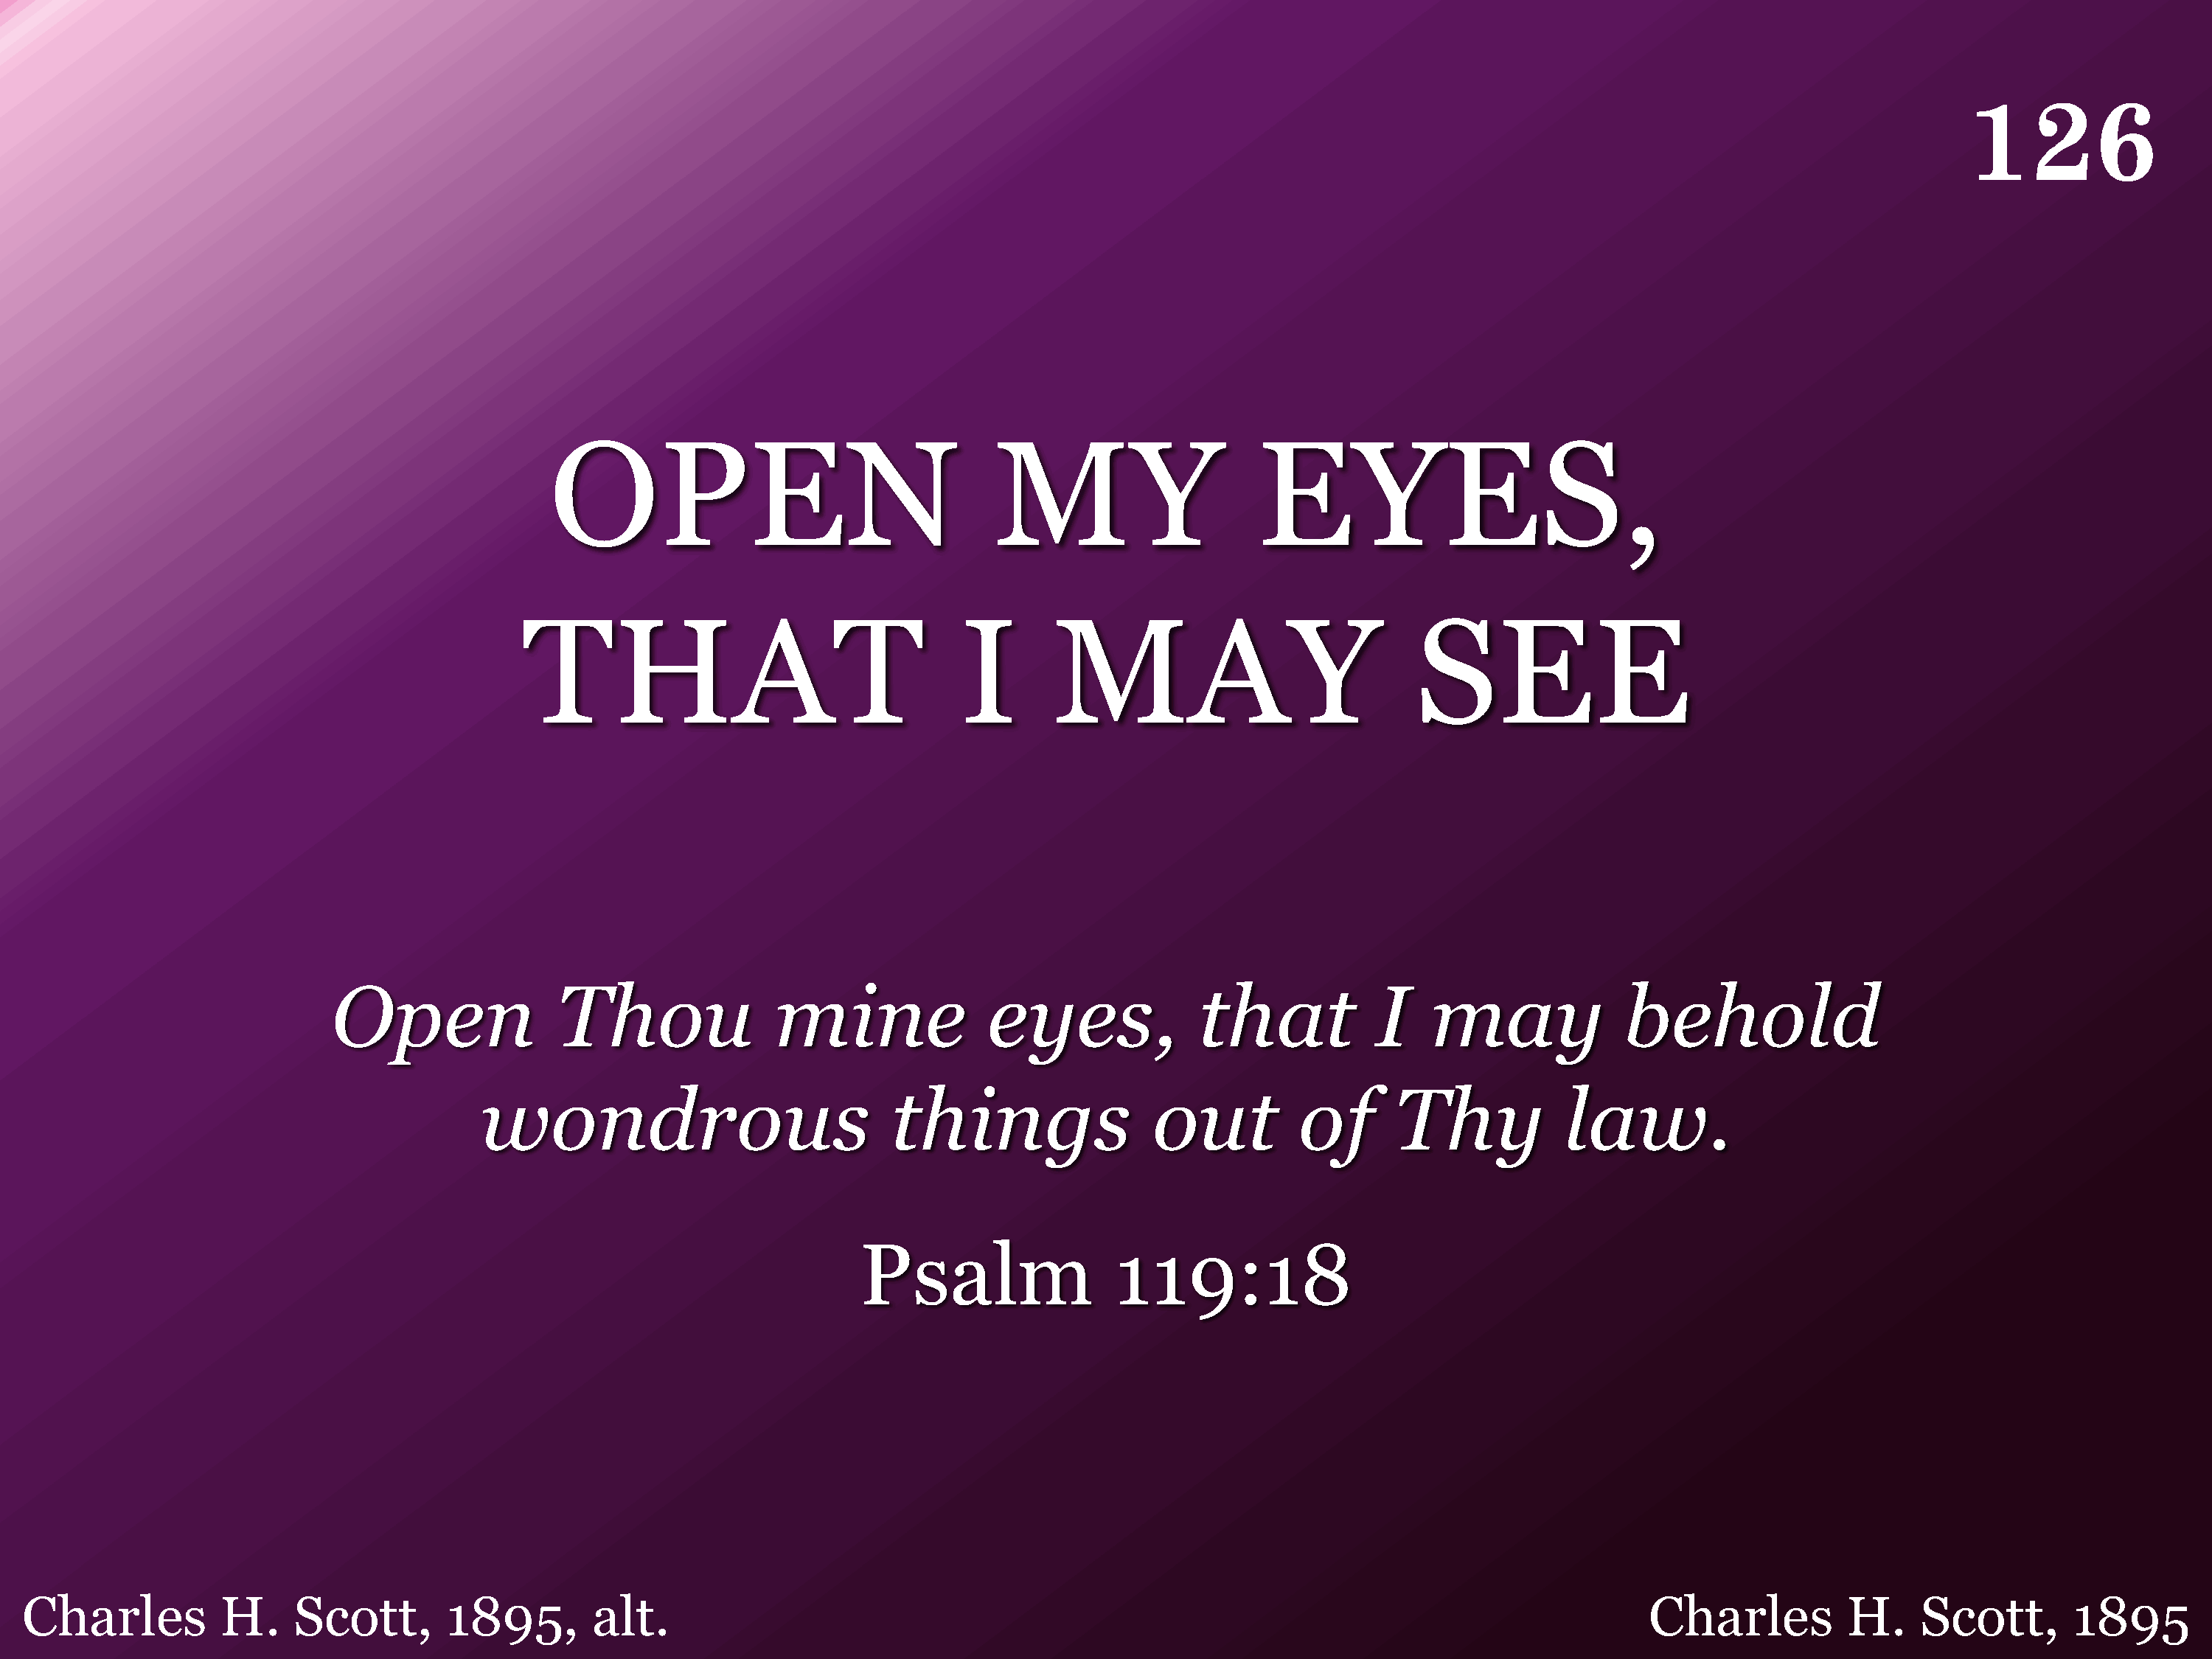 126
OPEN MY EYES,
THAT I MAY SEE
Open Thou mine eyes, that I may behold
wondrous things out of Thy law.
Psalm 119:18
Charles H. Scott, 1895, alt.
Charles H. Scott, 1895